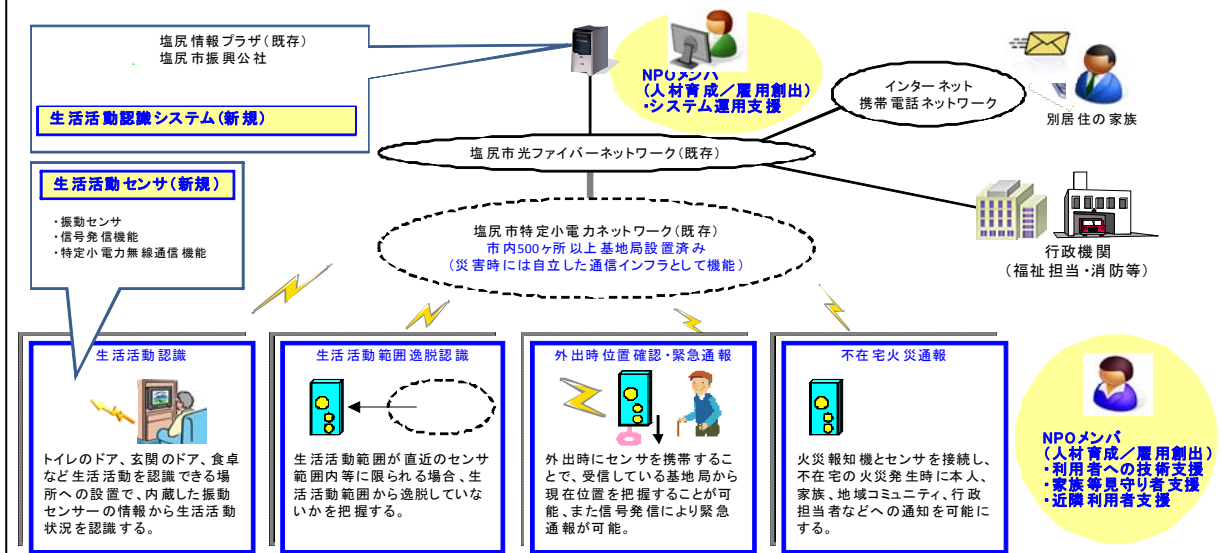 塩尻情報プラザ(既存)
塩尻市振興公社
生活活動認識システム(新規)
NPOメンバ
(人材育成/雇用創出)
・システム運用支援
インターネット
携帯電話ネットワーク
別居住の家族
塩尻市光ファイバーネットワーク(既存)
生活活動センサ(新規)
・振動センサ
・信号発信機能
・特定小電力無線通信機能
塩尻市特定小電力ネットワーク(既存)
市内500ヶ所以上基地局設置済み
(災害時には自立した通信インフラとして機能)
行政機関
(福祉担当・消防等)
生活活動認識
トイレのドア、玄関のドア、食卓
など生活活動を認識できる場
所への設置で、内蔵した振動
センサーの情報から生活活動
状況を認識する。
生活活動範囲逸脱認識
生活活動範囲が直近のセンサ
範囲内等に限られる場合、生
活活動範囲から逸脱していな
いかを把握する。
外出時位置確認・緊急通報
外出時にセンサを携帯するこ
とで、受信している基地局から
現在位置を把握することが可
能、また信号発信により緊急
通報が可能。
不在宅火災通報
火災報知機とセンサを接続し、
不在宅の火災発生時に本人、
家族、地域コミュニティ、行政
担当者などへの通知を可能に
する。
NPOメンバ
(人材育成/雇用創出)
・利用者への技術支援
・家族等見守り者支援
・近隣利用者支援